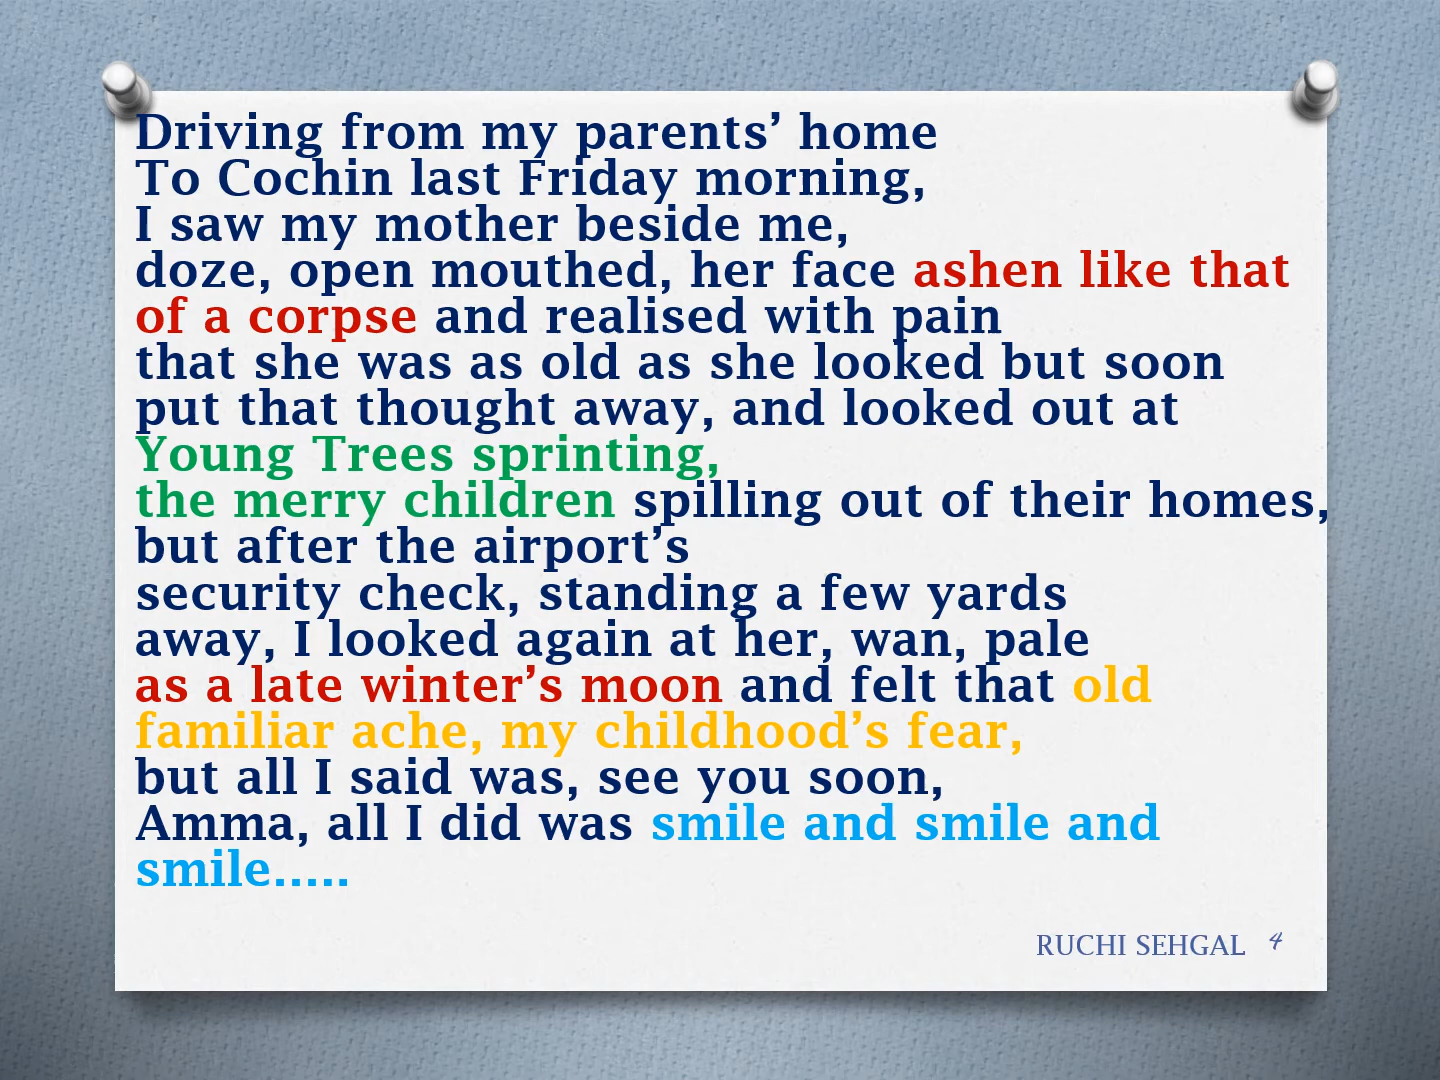 Driving from my parents’ home
To Cochin last Friday morning,
I saw my mother beside me,
doze, open mouthed, her face ashen like that
of a corpse and realised with pain
that she was as old as she looked but soon
put that thought away, and looked out at
Young Trees sprinting,
the merry children spilling out of their homes,
but after the airport’s
security check, standing a few yards
away, I looked again at her, wan, pale
as a late winter’s moon and felt that old
familiar ache, my childhood’s fear,
but all I said was, see you soon,
Amma, all I did was smile and smile and
smile.....
RUCHI SEHGAL 4